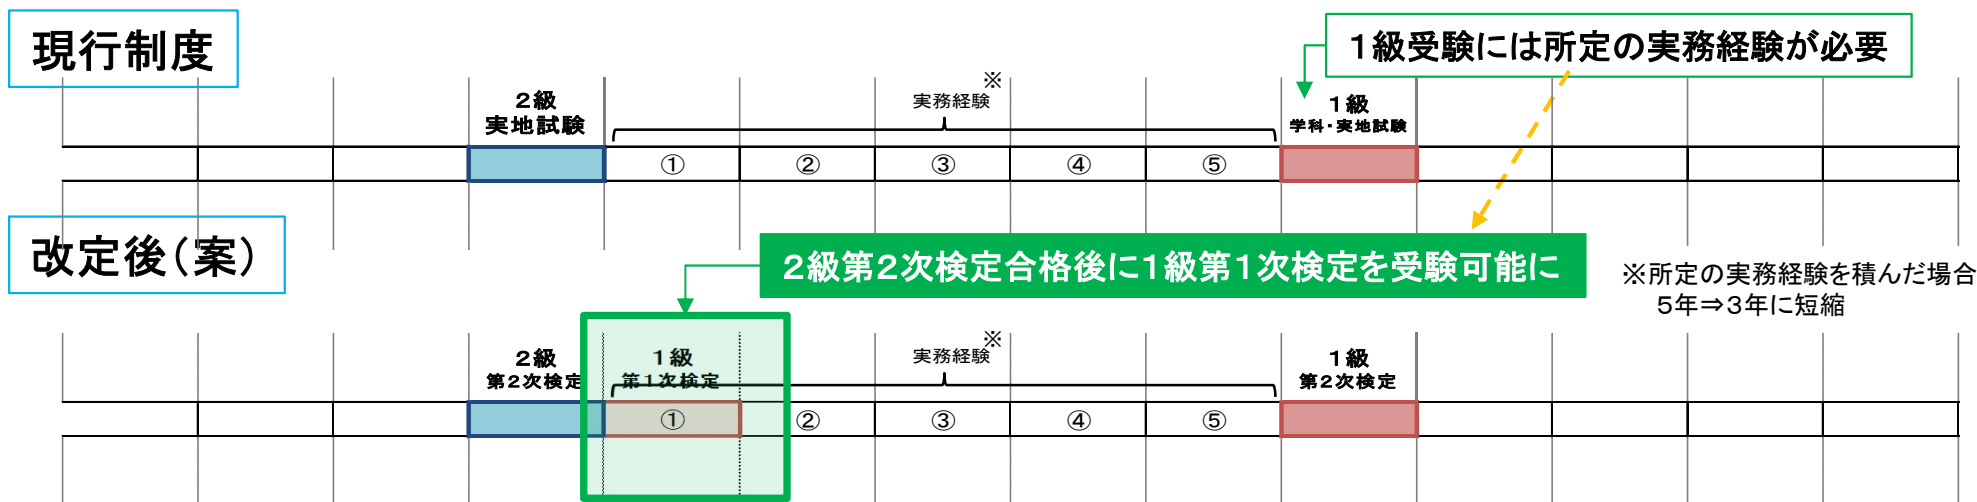 現行制度
1級受験には所定の実務経験が必要
2級
実地試験
※
実務経験
1級
学科・実地試験
① ② ③ ④ ⑤
改定後(案)
2級第2次検定合格後に1級第1次検定を受験可能に
※所定の実務経験を積んだ場合
5年⇒3年に短縮
2級
第2次検定
1級
第1次検定
※
実務経験
1級
第2次検定
① ② ③ ④ ⑤